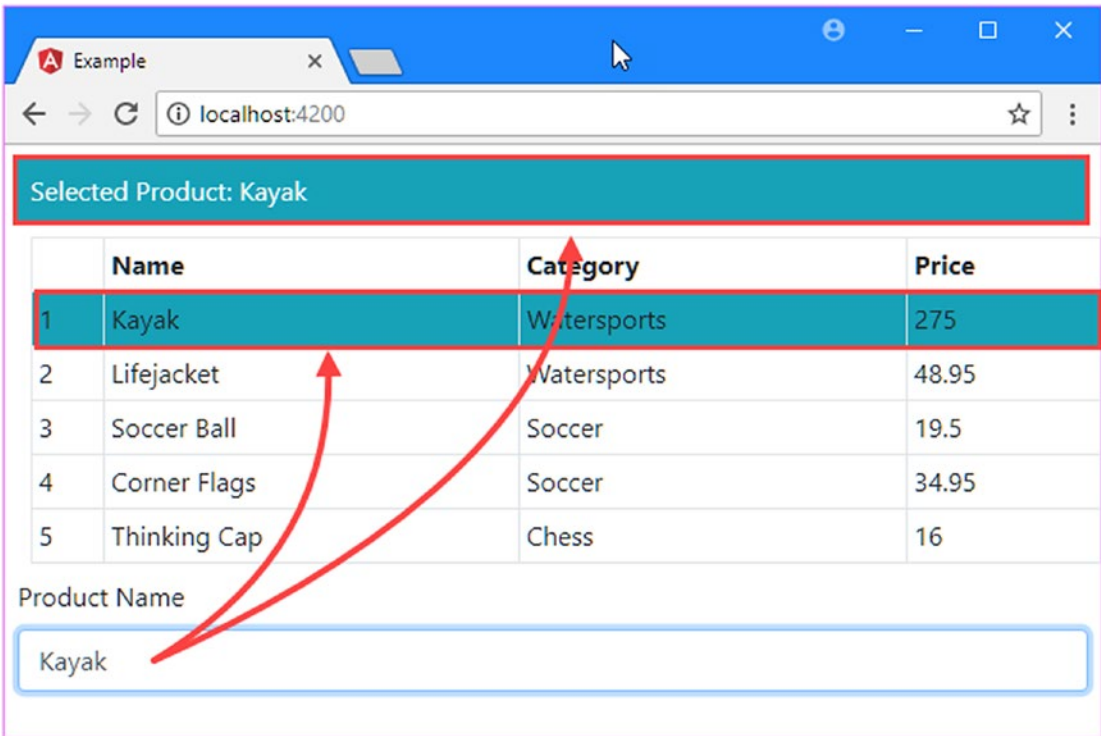 Example
localhost:4200
Selected Product: Kayak
Name Category Price
1 Kayak Watersports 275
2 Lifejacket Watersports 48.95
3 Soccer Ball Soccer 19.5
4 Corner Flags Soccer 34.95
5 Thinking Cap Chess 16
Product Name
Kayak